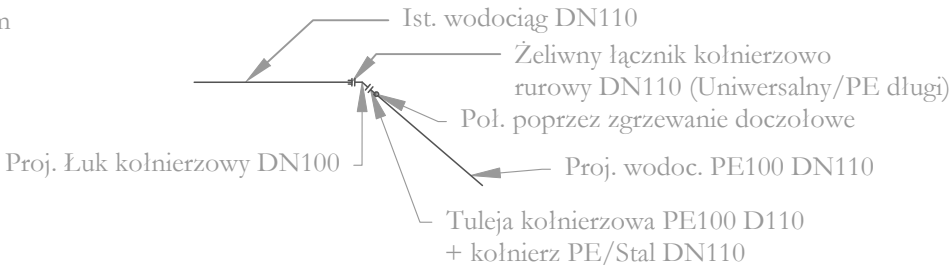 Ist. wodociąg DN110
Żeliwny łącznik kołnierzowo
rurowy DN110 (Uniwersalny/PE długi)
Poł. poprzez zgrzewanie doczołowe
Proj. Łuk kołnierzowy DN100
Proj. wodoc. PE100 DN110
Tuleja kołnierzowa PE100 D110
+ kołnierz PE/Stal DN110